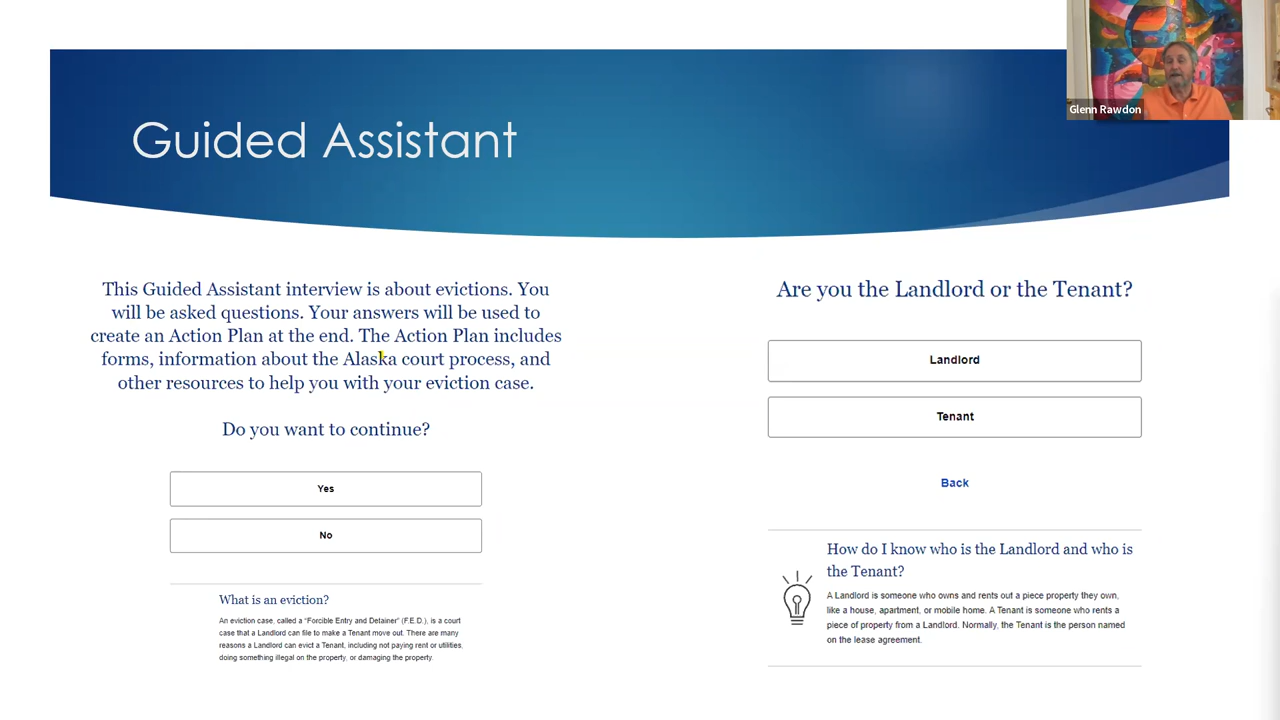 Glenn Rawdon
Guided Assistant
This Guided Assistant interview is about evictions. You
will be asked questions. Your answers will be used to
create an Action Plan at the end. The Action Plan includes
forms, information about the Alaska court process, and
other resources to help you with your eviction case.
Do you want to continue?
Yes
No
What is an eviction?
An eviction case, called a "Forcible Entry and Detainer" (F.E.D.), is a court
case that a Landlord can file to make a Tenant move out. There are many
reasons a Landlord can evict a Tenant, including not paying rent or utilities,
doing something illegal on the property, or damaging the property.
Are you the Landlord or the Tenant?
Landlord
Tenant
Back
How do I know who is the Landlord and who is
the Tenant?
A Landlord is someone who owns and rents out a piece property they own,
like a house, apartment, or mobile home. A Tenant is someone who rents a
piece of property from a Landlord. Normally, the Tenant is the person named
on the lease agreement.